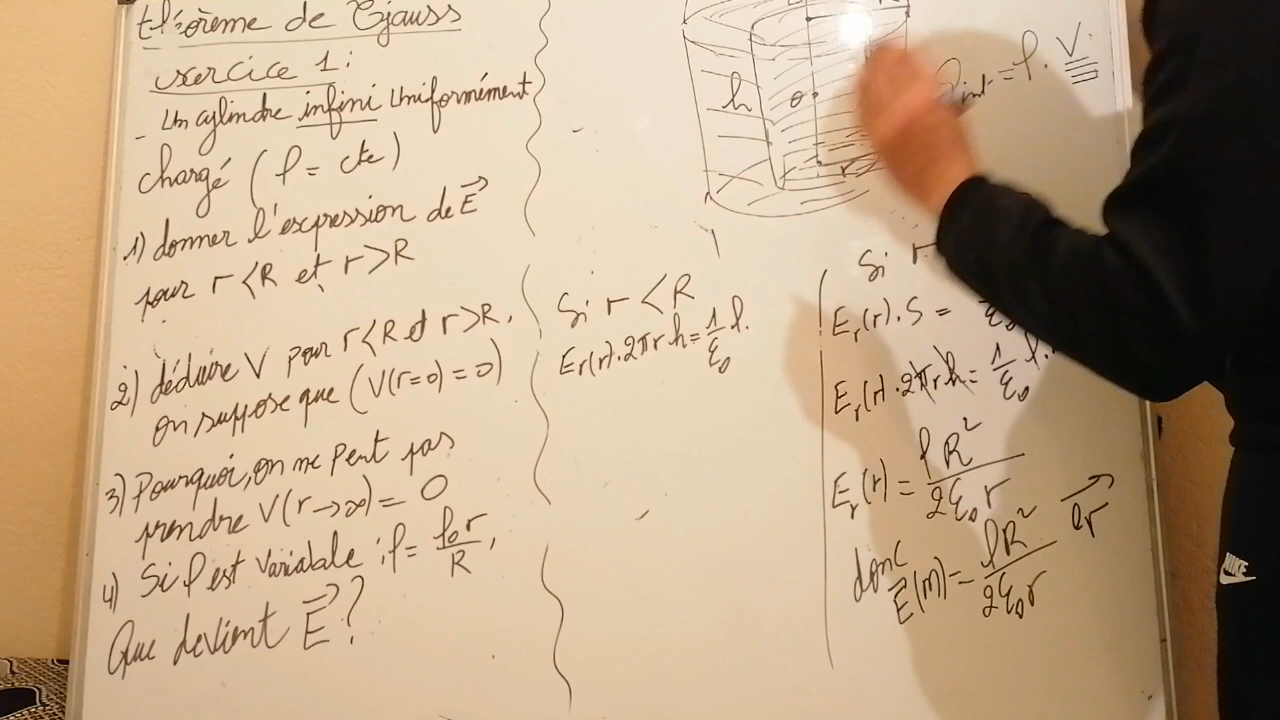 théorème de Gauss
exercice 1:
- Un cylindre infini Uniformément
chargé (ρ = cte)
1) donner l'expression de E⃗
pour r < R et r > R
2) déduire V pour r < R et r > R,
on suppose que (V(r=0) = 0)
3) Pourquoi, on ne peut pas
prendre V(r→∞) = 0
4) Si ρ est variable : ρ = ρ₀r/R,
Que devient E⃗ ?
h
o
r
Qint = ρ . V
Si r < R
Er(r).2πr.h = 1/ε₀ ρ.
Si r
Er(r).S =
Er(r).2πrh = 1/ε₀ ρ.
Er(r) = ρR²/2ε₀r
donc
E⃗(M) = ρR²/2ε₀r e⃗r
NIKE